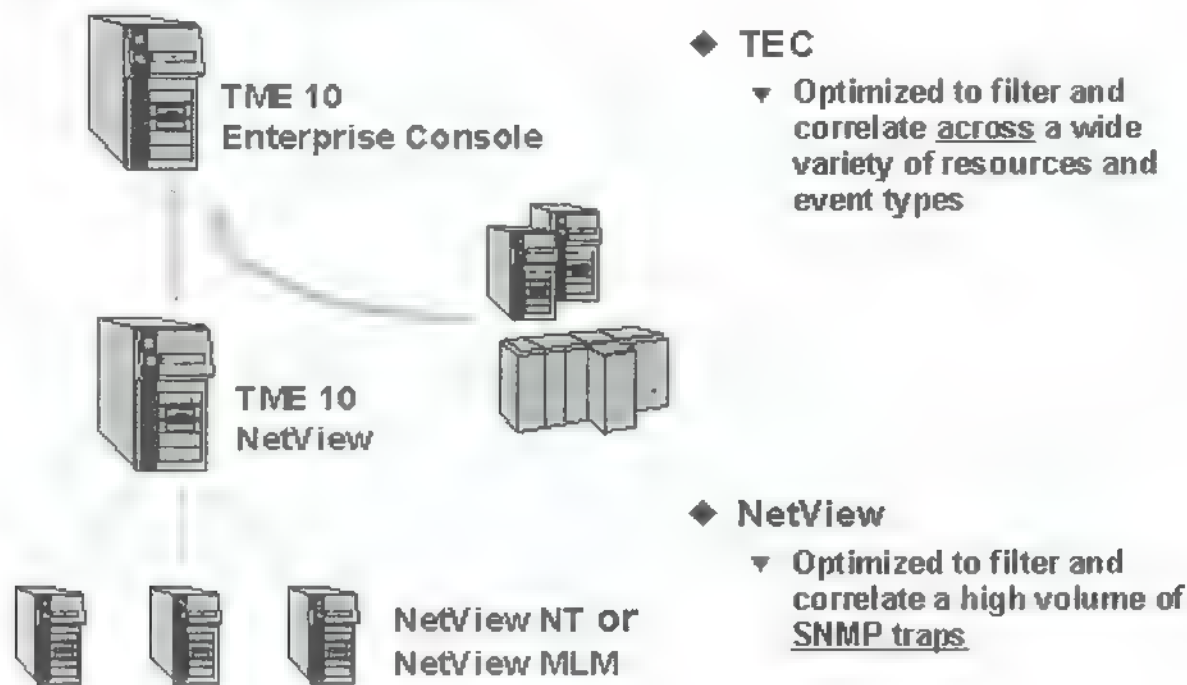 TME 10
Enterprise Console
TME 10
NetView
NetView NT or
NetView MLM
TEC
Optimized to filter and
correlate across a wide
variety of resources and
event types
NetView
Optimized to filter and
correlate a high volume of
SNMP traps